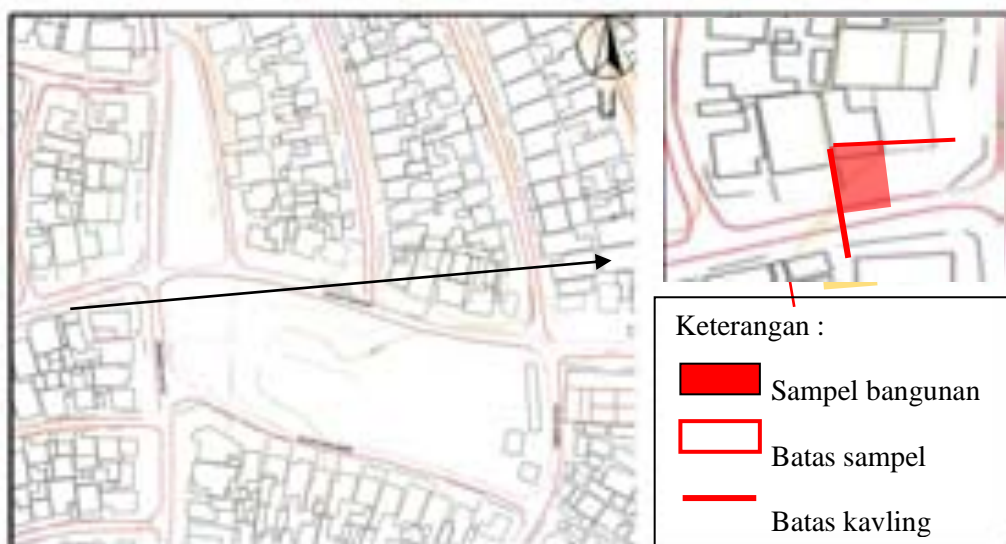 U
Keterangan :
Sampel bangunan
Batas sampel
Batas kavling